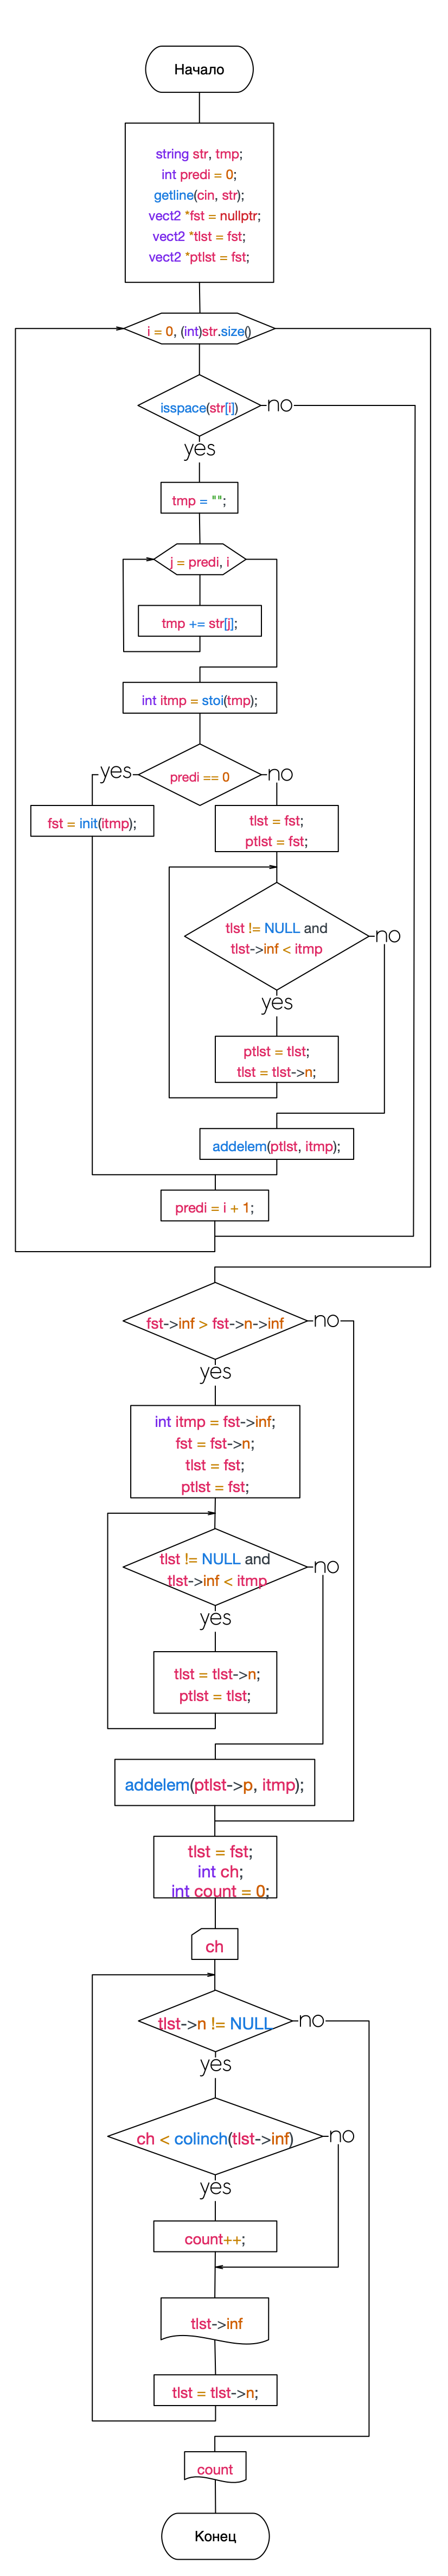 Начало
string str, tmp;
int predi = 0;
getline(cin, str);
vect2 *fst = nullptr;
vect2 *tlst = fst;
vect2 *ptlst = fst;
i = 0, (int)str.size()
isspace(str[i])
no
yes
tmp = "";
j = predi, i
tmp += str[j];
int itmp = stoi(tmp);
yes
predi == 0
no
fst = init(itmp);
tlst = fst;
ptlst = fst;
tlst != NULL and
tlst->inf < itmp
no
yes
ptlst = tlst;
tlst = tlst->n;
addelem(ptlst, itmp);
predi = i + 1;
fst->inf > fst->n->inf
no
yes
int itmp = fst->inf;
fst = fst->n;
tlst = fst;
ptlst = fst;
tlst != NULL and
tlst->inf < itmp
no
yes
tlst = tlst->n;
ptlst = tlst;
addelem(ptlst->p, itmp);
tlst = fst;
int ch;
int count = 0;
ch
tlst->n != NULL
no
yes
ch < colinch(tlst->inf)
no
yes
count++;
tlst->inf
tlst = tlst->n;
count
Конец